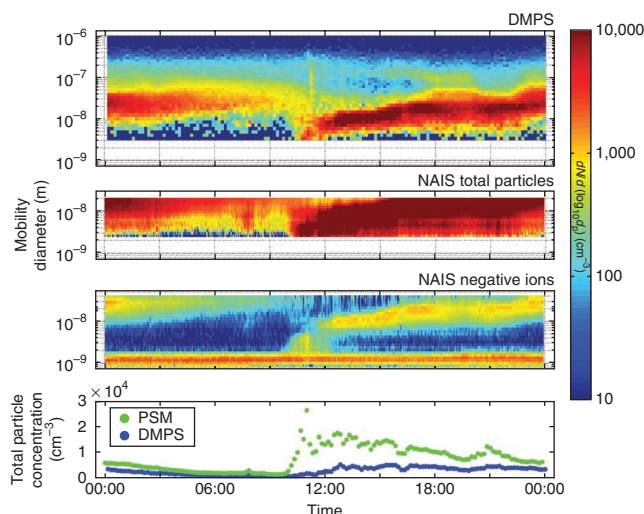 DMPS
10⁻⁶
10⁻⁷
10⁻⁸
10⁻⁹
NAIS total particles
10⁻⁸
10⁻⁹
NAIS negative ions
10⁻⁸
10⁻⁹
Mobility
diameter (m)
10,000
1,000
100
10
dN d (log₁₀dₚ) (cm⁻³)
× 10⁴
3
2
1
0
PSM
DMPS
Total particle
concentration
(cm⁻³)
00:00 06:00 12:00 18:00 00:00
Time